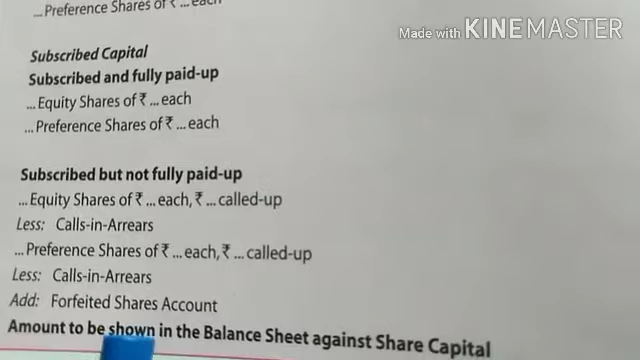 ... Preference Shares of ₹ ... each
Made with KINEMASTER
Subscribed Capital
Subscribed and fully paid-up
... Equity Shares of ₹ ... each
... Preference Shares of ₹ ... each
Subscribed but not fully paid-up
... Equity Shares of ₹ ... each, ₹ ... called-up
Less: Calls-in-Arrears
... Preference Shares of ₹ ... each, ₹ ... called-up
Less: Calls-in-Arrears
Add: Forfeited Shares Account
Amount to be shown in the Balance Sheet against Share Capital